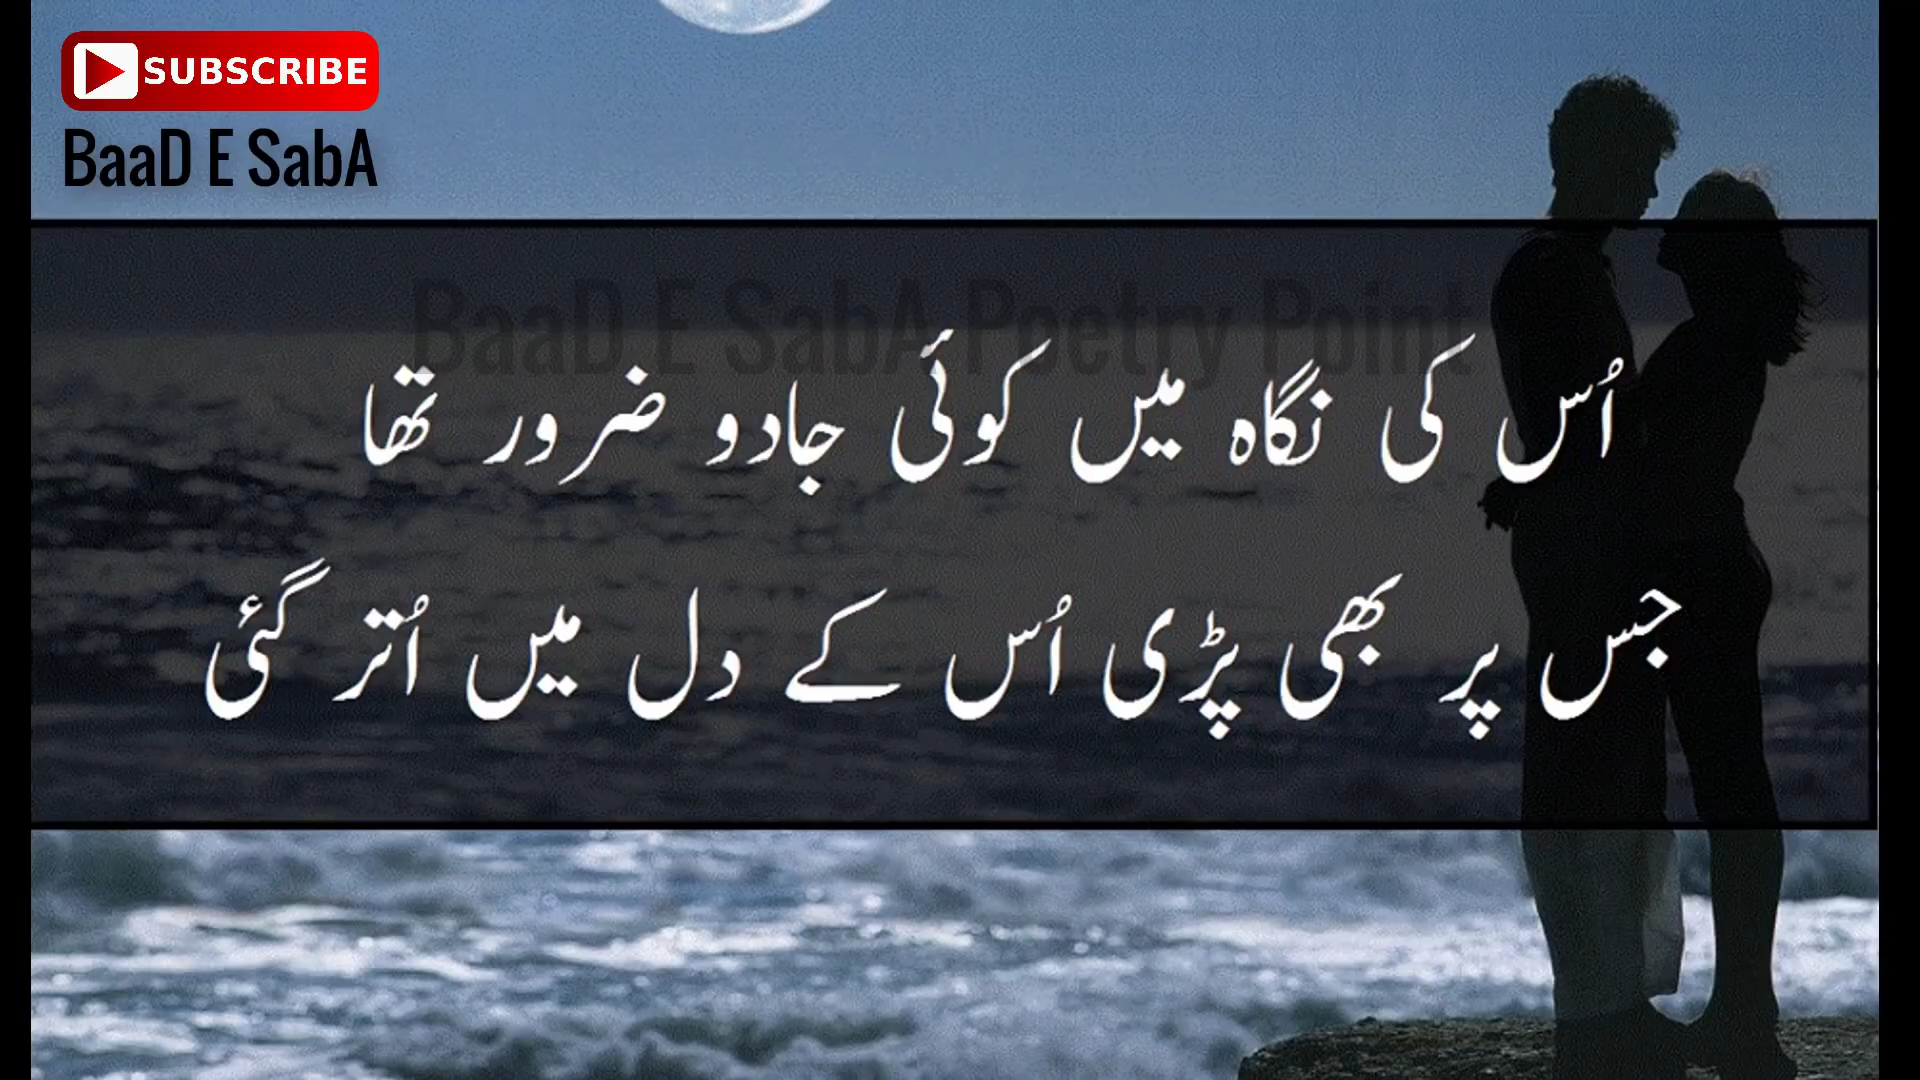 SUBSCRIBE
BaaD E SabA
BaaD E SabA Poetry Point
اُس کی نگاہ میں کوئی جادو ضرور تھا
جس پر بھی پڑی اُس کے دل میں اُتر گئی